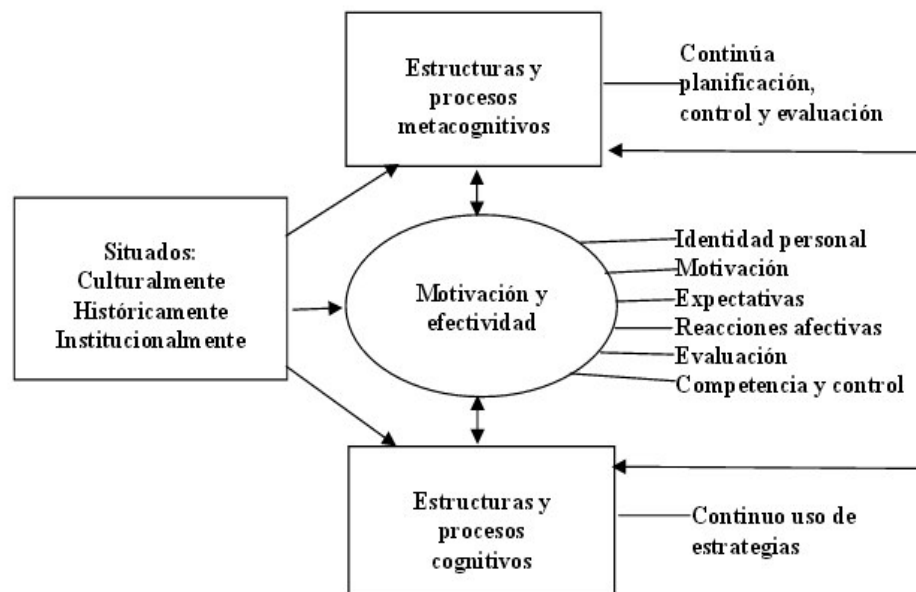 Estructuras y
procesos
metacognitivos
Continúa
planificación,
control y evaluación
Situados:
Culturalmente
Históricamente
Institucionalmente
Motivación y
efectividad
Identidad personal
Motivación
Expectativas
Reacciones afectivas
Evaluación
Competencia y control
Estructuras y
procesos
cognitivos
Continuo uso de
estrategias